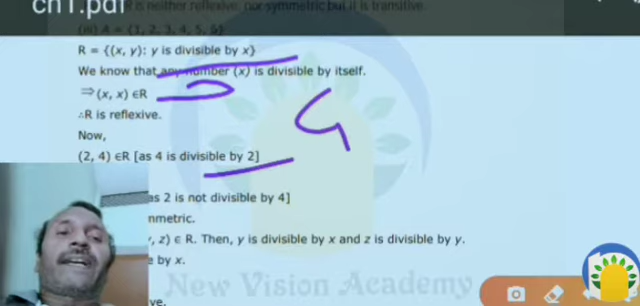 ch1.pdf R is neither reflexive, nor symmetric but it is transitive.
(iii) A = {1, 2, 3, 4, 5, 6}
R = {(x, y): y is divisible by x}
We know that any number (x) is divisible by itself.
⇒ (x, x) ∈R
∴R is reflexive.
Now,
(2, 4) ∈R [as 4 is divisible by 2]
as 2 is not divisible by 4]
mmetric.
, z) ∈ R. Then, y is divisible by x and z is divisible by y.
e by x.
New Vision Academy
ve.